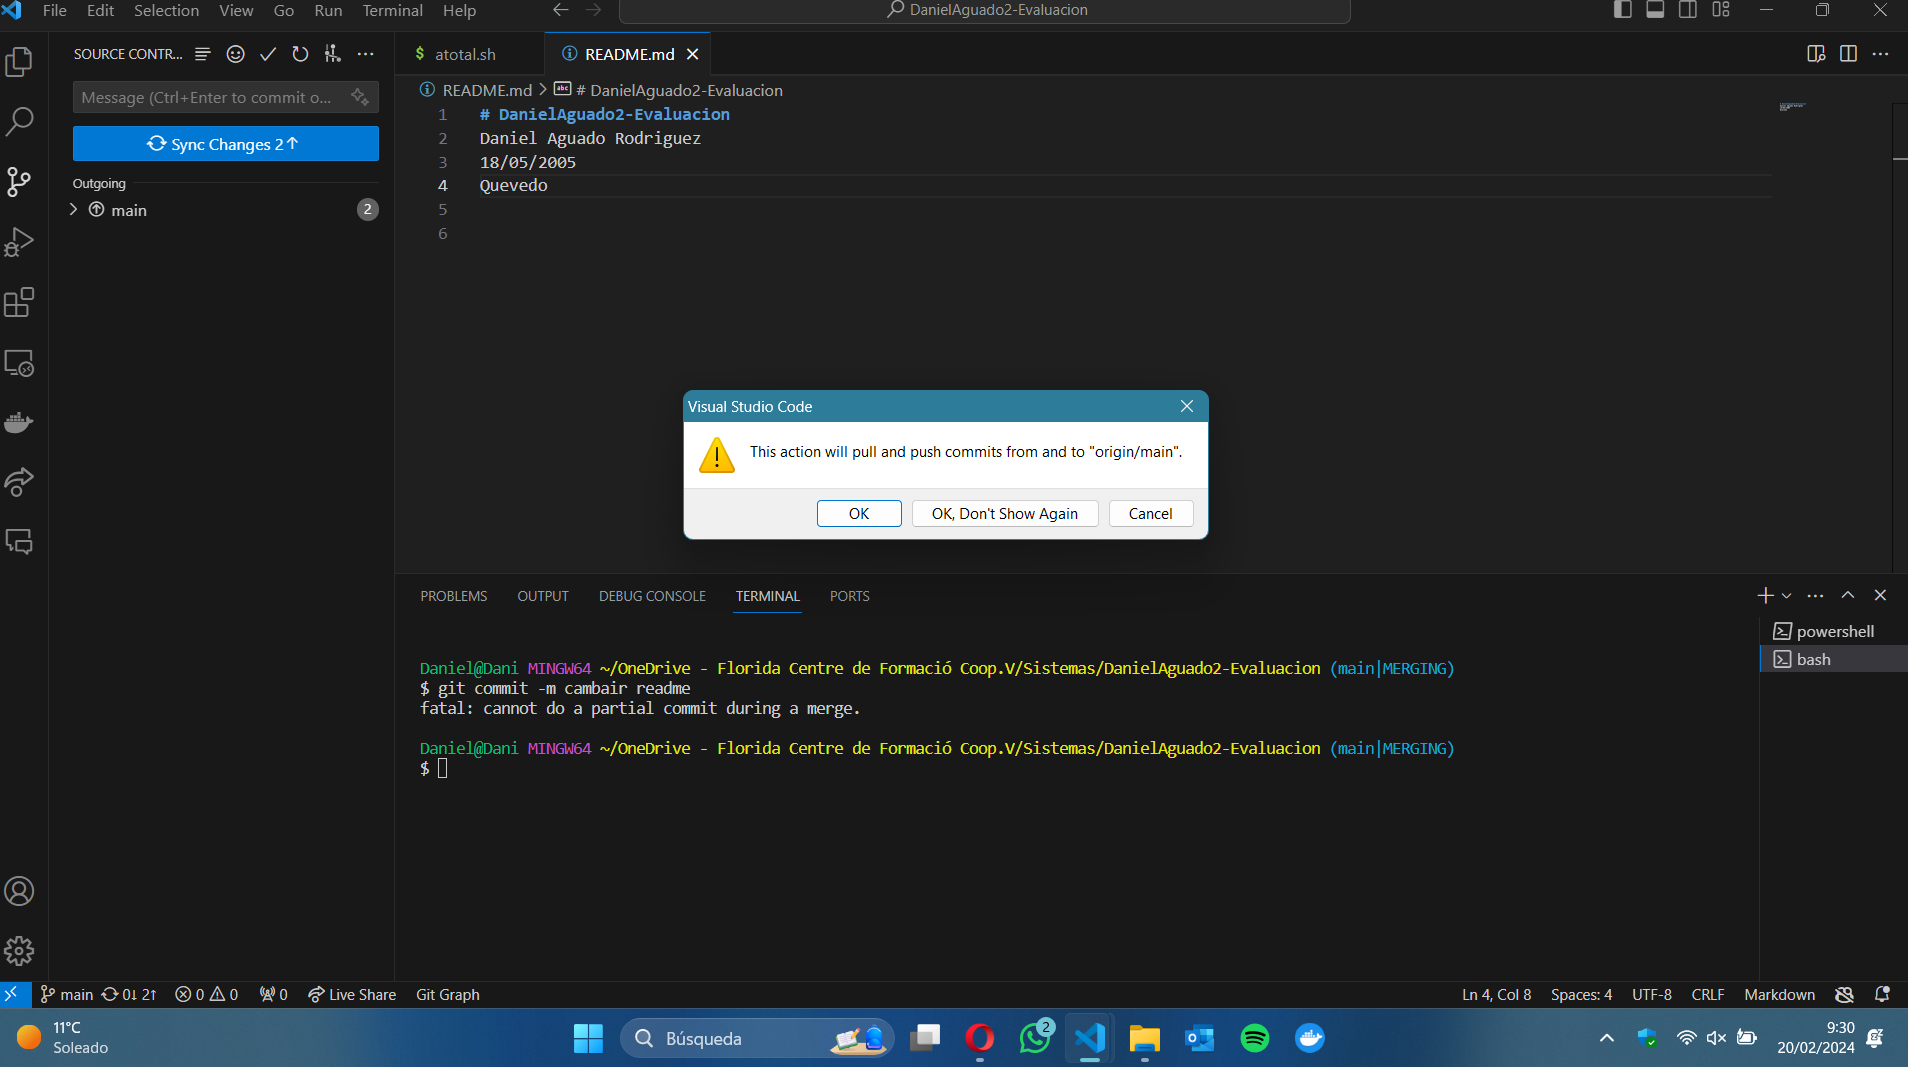 File Edit Selection View Go Run Terminal Help
DanielAguado2-Evaluacion
SOURCE CONTR...
Message (Ctrl+Enter to commit o...
Sync Changes 2↑
Outgoing
main
2
$ atotal.sh
README.md
README.md > # DanielAguado2-Evaluacion
1 # DanielAguado2-Evaluacion
2 Daniel Aguado Rodriguez
3 18/05/2005
4 Quevedo
5
6
Visual Studio Code
This action will pull and push commits from and to "origin/main".
OK
OK, Don't Show Again
Cancel
PROBLEMS OUTPUT DEBUG CONSOLE TERMINAL PORTS
powershell
bash
Daniel@Dani MINGW64 ~/OneDrive - Florida Centre de Formació Coop.V/Sistemas/DanielAguado2-Evaluacion (main|MERGING)
$ git commit -m cambair readme
fatal: cannot do a partial commit during a merge.
Daniel@Dani MINGW64 ~/OneDrive - Florida Centre de Formació Coop.V/Sistemas/DanielAguado2-Evaluacion (main|MERGING)
$
main 0↓ 2↑ 0 0 0 Live Share Git Graph
Ln 4, Col 8 Spaces: 4 UTF-8 CRLF Markdown
11°C
Soleado
Búsqueda
2
9:30
20/02/2024